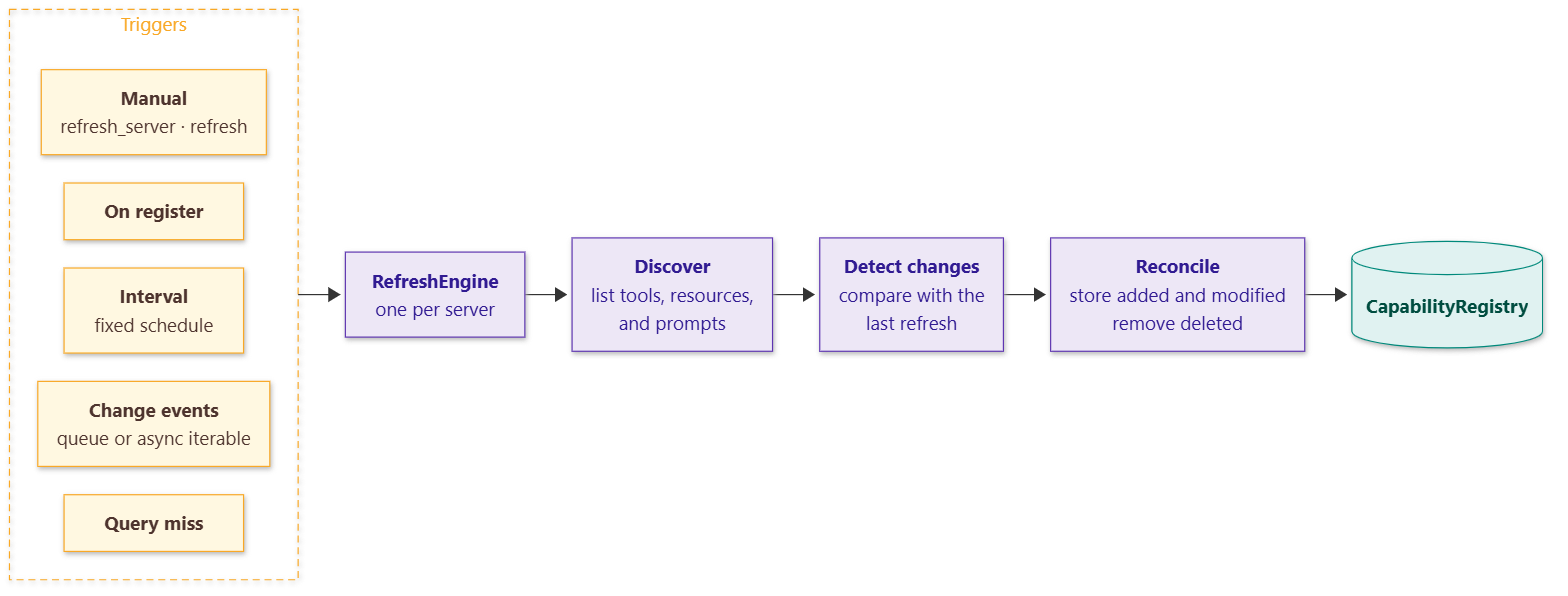 Triggers
Manual
refresh_server · refresh
On register
Interval
fixed schedule
Change events
queue or async iterable
Query miss
RefreshEngine
one per server
Discover
list tools, resources,
and prompts
Detect changes
compare with the
last refresh
Reconcile
store added and modified
remove deleted
CapabilityRegistry